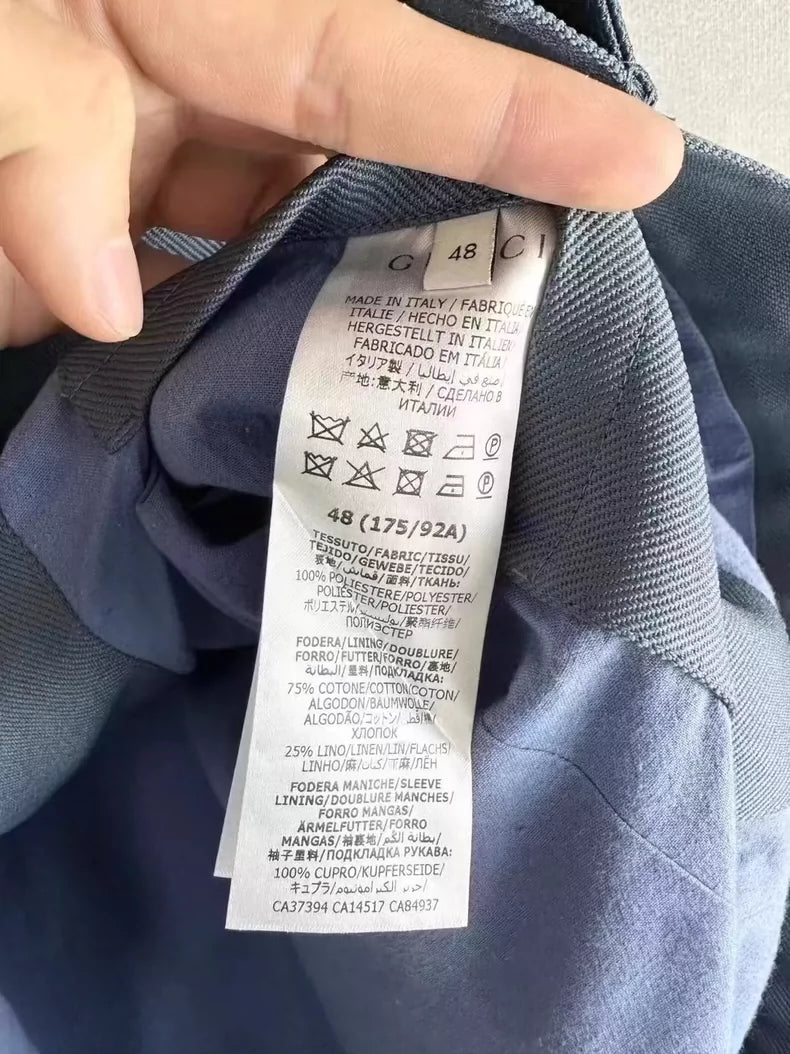 G 48 CI
MADE IN ITALY / FABRIQUÉ E
ITALIE / HECHO EN ITALIA
HERGESTELLT IN ITALIEN
FABRICADO EM ITÁLIA/
イタリア製 / صنع في إيطاليا /
产地:意大利 / СДЕЛАНО В
ИТАЛИИ
P
P
48 (175/92A)
TESSUTO/FABRIC/TISSU/
TEJIDO/GEWEBE/TECIDO/
表地/قماش/面料/ТКАНЬ:
100% POLIESTERE/POLYESTER/
POLIÉSTER/POLIESTER/
ポリエステル/بوليستر/聚酯纤维/
ПОЛИЭСТЕР
FODERA/LINING/DOUBLURE/
FORRO/FUTTER/FORRO/裏地/
البطانة/里料/ПОДКЛАДКА:
75% COTONE/COTTON/COTON/
ALGODON/BAUMWOLLE/
ALGODÃO/コットン/قطن/棉/
ХЛОПОК
25% LINO/LINEN/LIN/FLACHS/
LINHO/麻/كتان/亚麻/ЛЁН
FODERA MANICHE/SLEEVE
LINING/DOUBLURE MANCHES/
FORRO MANGAS/
ÄRMELFUTTER/FORRO
MANGAS/袖裏地/بطانة الكم/
袖子里料/ПОДКЛАДКА РУКАВА:
100% CUPRO/KUPFERSEIDE/
キュプラ/حرير الكبرامونيوم/
CA37394 CA14517 CA84937